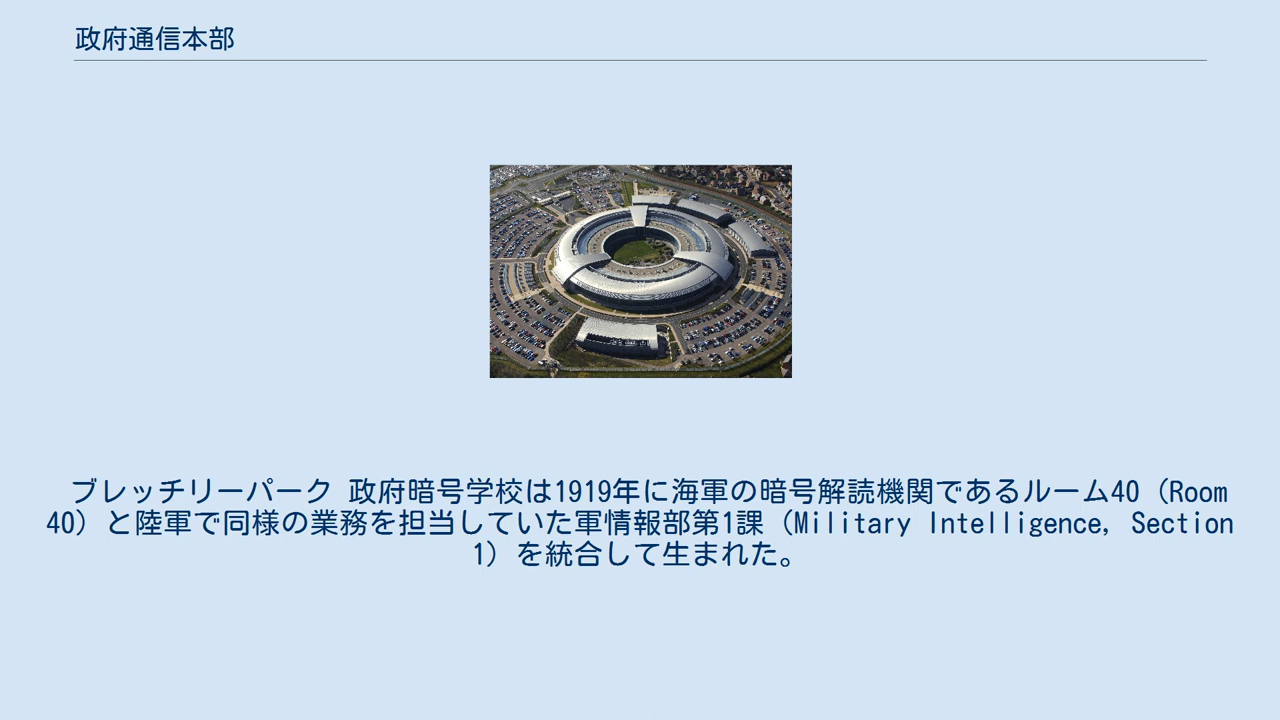 政府通信本部
ブレッチリーパーク 政府暗号学校は1919年に海軍の暗号解読機関であるルーム40（Room
40）と陸軍で同様の業務を担当していた軍情報部第1課（Military Intelligence, Section
1）を統合して生まれた。